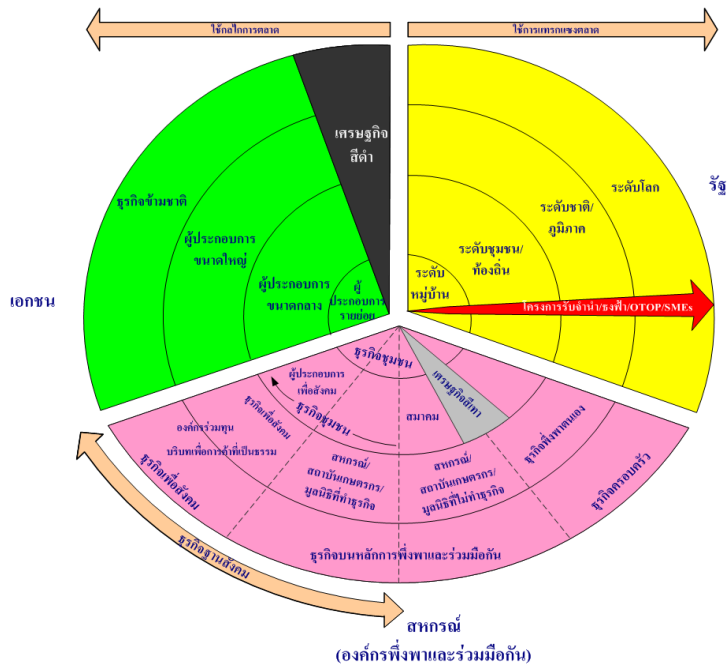 ใช้กลไกการตลาด
ใช้การแทรกแซงตลาด
เศรษฐกิจ
สีดำ
ธุรกิจข้ามชาติ
ผู้ประกอบการ
ขนาดใหญ่
ผู้ประกอบการ
ขนาดกลาง
ผู้
ประกอบการ
รายย่อย
เอกชน
รัฐ
ระดับโลก
ระดับชาติ/
ภูมิภาค
ระดับชุมชน/
ท้องถิ่น
ระดับ
หมู่บ้าน
โครงการรับจำนำ/ธงฟ้า/OTOP/SMEs
ธุรกิจชุมชน
ผู้ประกอบการ
เพื่อสังคม
ธุรกิจชุมชน
ธุรกิจเพื่อสังคม
สมาคม
เศรษฐกิจสีเทา
องค์กรร่วมทุน
บริบทเพื่อการค้าที่เป็นธรรม
สหกรณ์/
สถาบันเกษตรกร/
มูลนิธิที่ทำธุรกิจ
สหกรณ์/
สถาบันเกษตรกร/
มูลนิธิที่ไม่ทำธุรกิจ
ธุรกิจพึ่งพาตนเอง
ธุรกิจเพื่อสังคม
ธุรกิจบนหลักการพึ่งพาและร่วมมือกัน
ธุรกิจครอบครัว
ธุรกิจฐานสังคม
สหกรณ์
(องค์กรพึ่งพาและร่วมมือกัน)